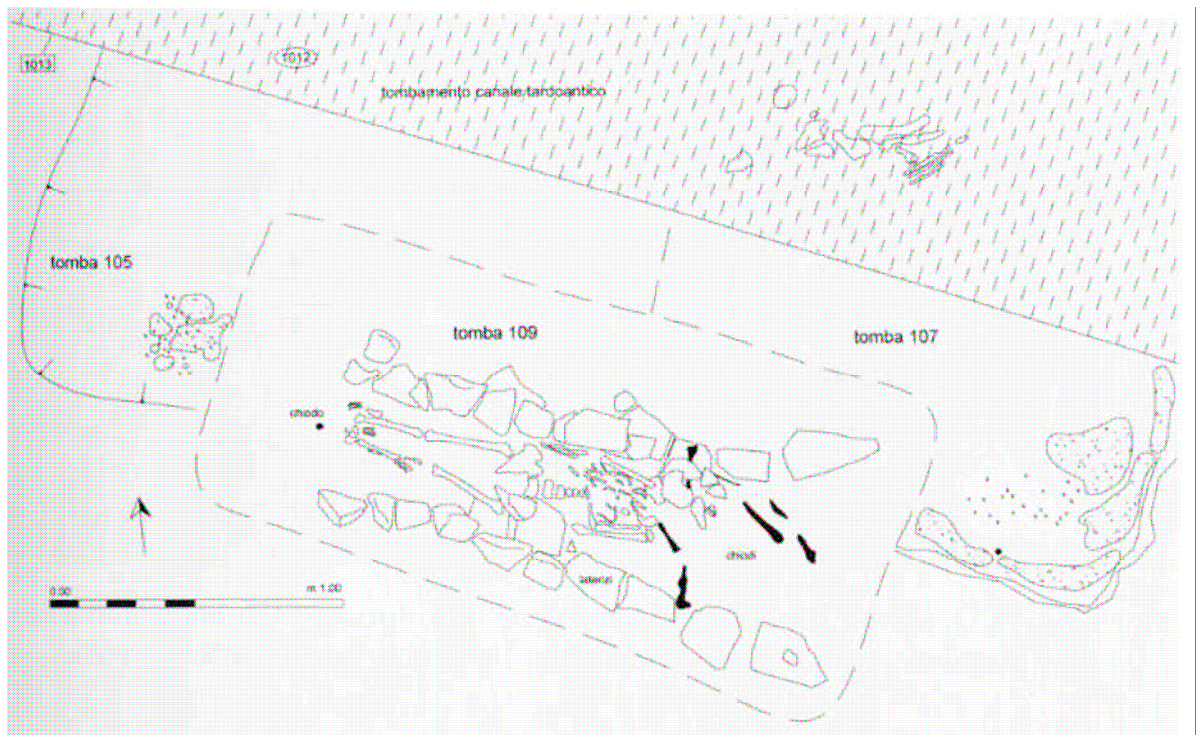 1013
1012
tombamento canale tardoantico
tomba 105
tomba 109
tomba 107
chiodo
chiodi
laterizi
0.00
m 1.00